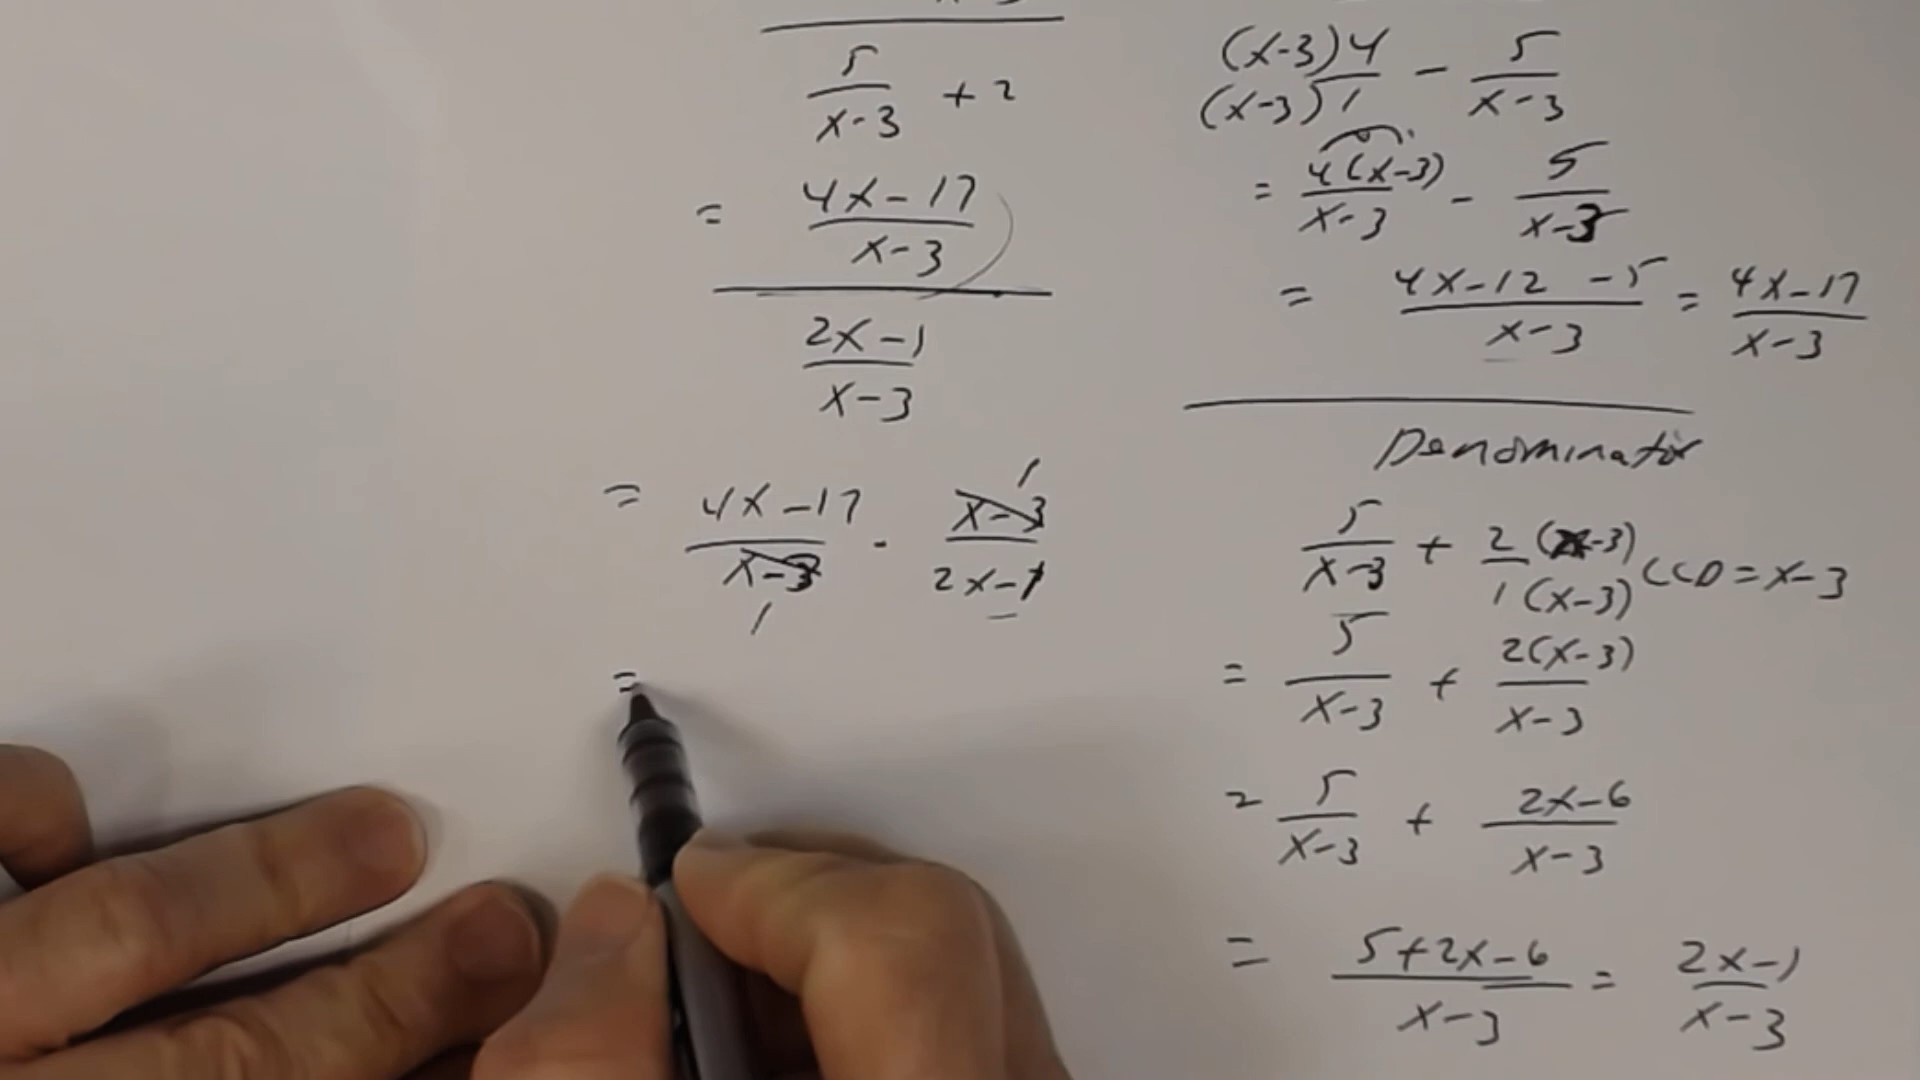 5/(x-3) + 2
= (4x-17)/(x-3)
(2x-1)/(x-3)
= (4x-17)/(x-3) · (x-3)/(2x-1)
1
1
=
(x-3)4/(x-3)1 - 5/(x-3)
= 4(x-3)/(x-3) - 5/(x-3)
= (4x-12-5)/(x-3) = (4x-17)/(x-3)
Denominator
5/(x-3) + 2(x-3)/1(x-3) LCD = x-3
= 5/(x-3) + 2(x-3)/(x-3)
= 5/(x-3) + (2x-6)/(x-3)
= (5+2x-6)/(x-3) = (2x-1)/(x-3)